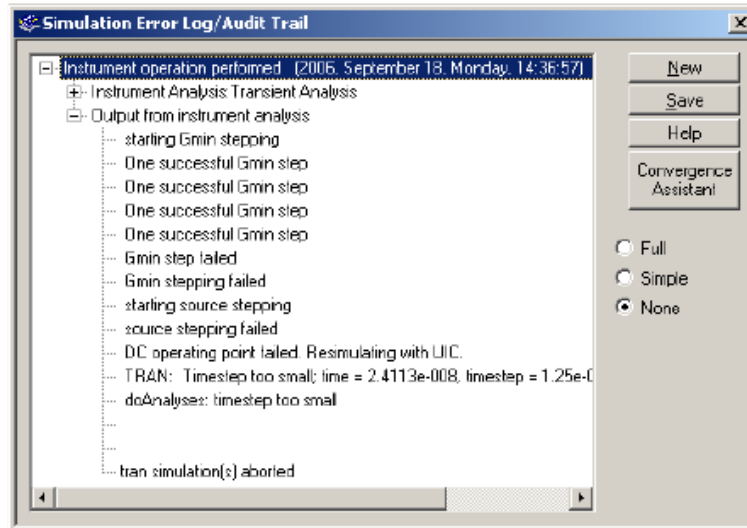 Simulation Error Log/Audit Trail
Instrument operation performed (2006, September 18, Monday, 14:36:57)
Instrument Analysis: Transient Analysis
Output from instrument analysis
starting Gmin stepping
One successful Gmin step
One successful Gmin step
One successful Gmin step
One successful Gmin step
Gmin step failed
Gmin stepping failed
starting source stepping
source stepping failed
DC operating point failed. Resimulating with UIC.
TRAN: Timestep too small; time = 2.4113e-008, timestep = 1.25e-0
doAnalyses: timestep too small
tran simulation(s) aborted
New
Save
Help
Convergence
Assistant
Full
Simple
None